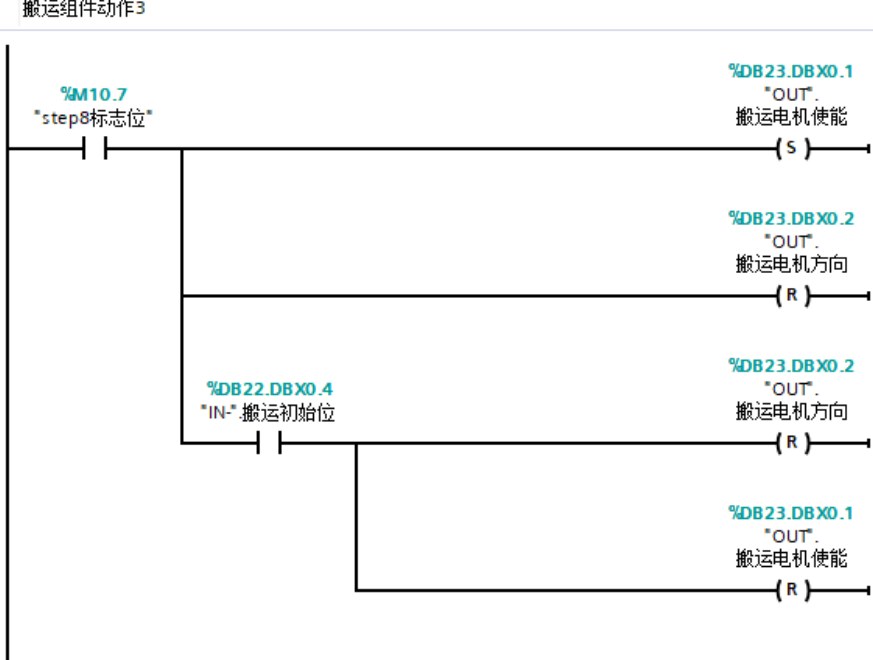 搬运组件动作3
%DB23.DBX0.1
"OUT".
搬运电机使能
%M10.7
"step8标志位"
( S )
%DB23.DBX0.2
"OUT".
搬运电机方向
( R )
%DB23.DBX0.2
"OUT".
搬运电机方向
%DB22.DBX0.4
"IN-".搬运初始位
( R )
%DB23.DBX0.1
"OUT".
搬运电机使能
( R )